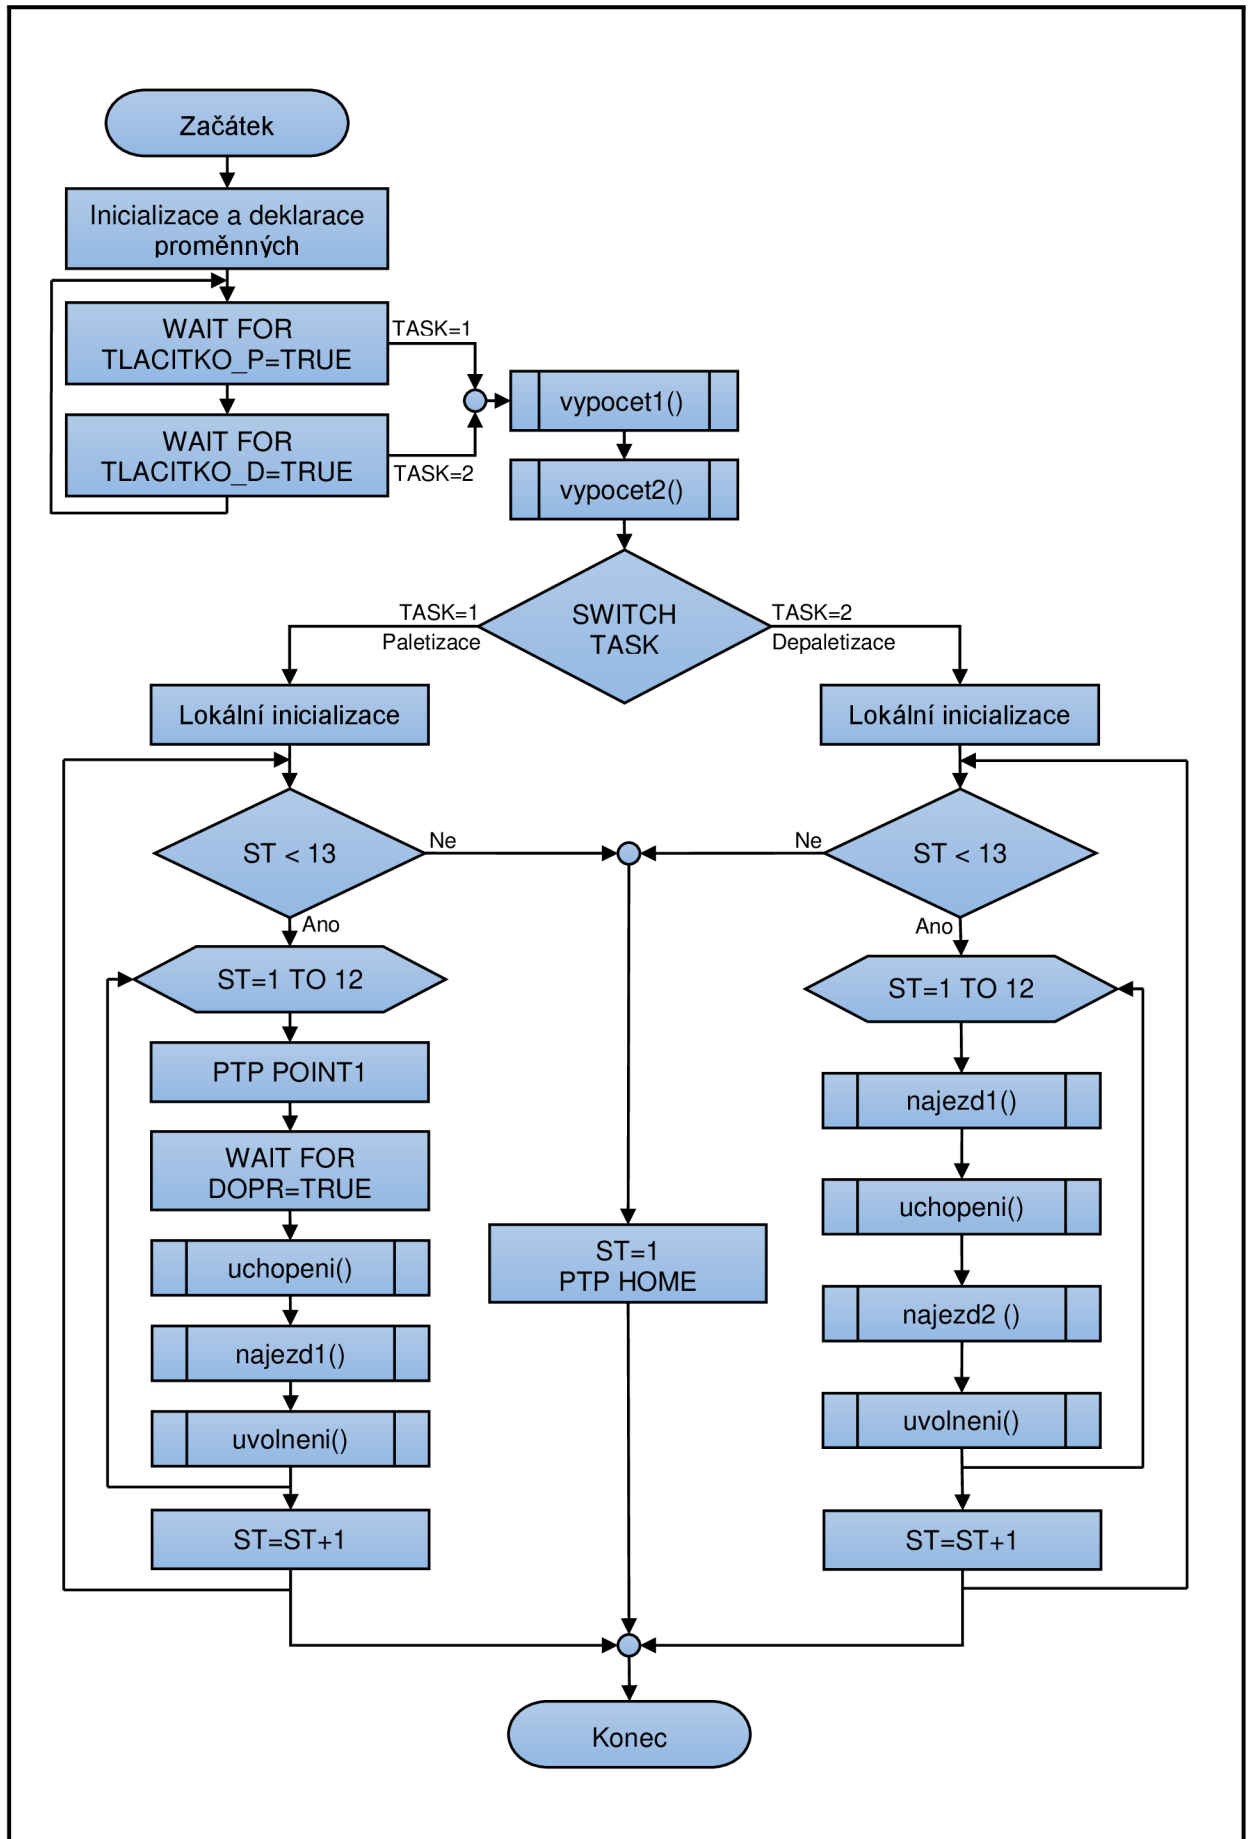 Začátek
Inicializace a deklarace
proměnných
WAIT FOR
TLACITKO_P=TRUE
TASK=1
WAIT FOR
TLACITKO_D=TRUE
TASK=2
vypocet1()
vypocet2()
SWITCH
TASK
TASK=1
Paletizace
TASK=2
Depaletizace
Lokální inicializace
Lokální inicializace
ST < 13
Ne
Ne
ST < 13
Ano
Ano
ST=1 TO 12
PTP POINT1
WAIT FOR
DOPR=TRUE
uchopeni()
najezd1()
uvolneni()
ST=ST+1
ST=1
PTP HOME
ST=1 TO 12
najezd1()
uchopeni()
najezd2 ()
uvolneni()
ST=ST+1
Konec